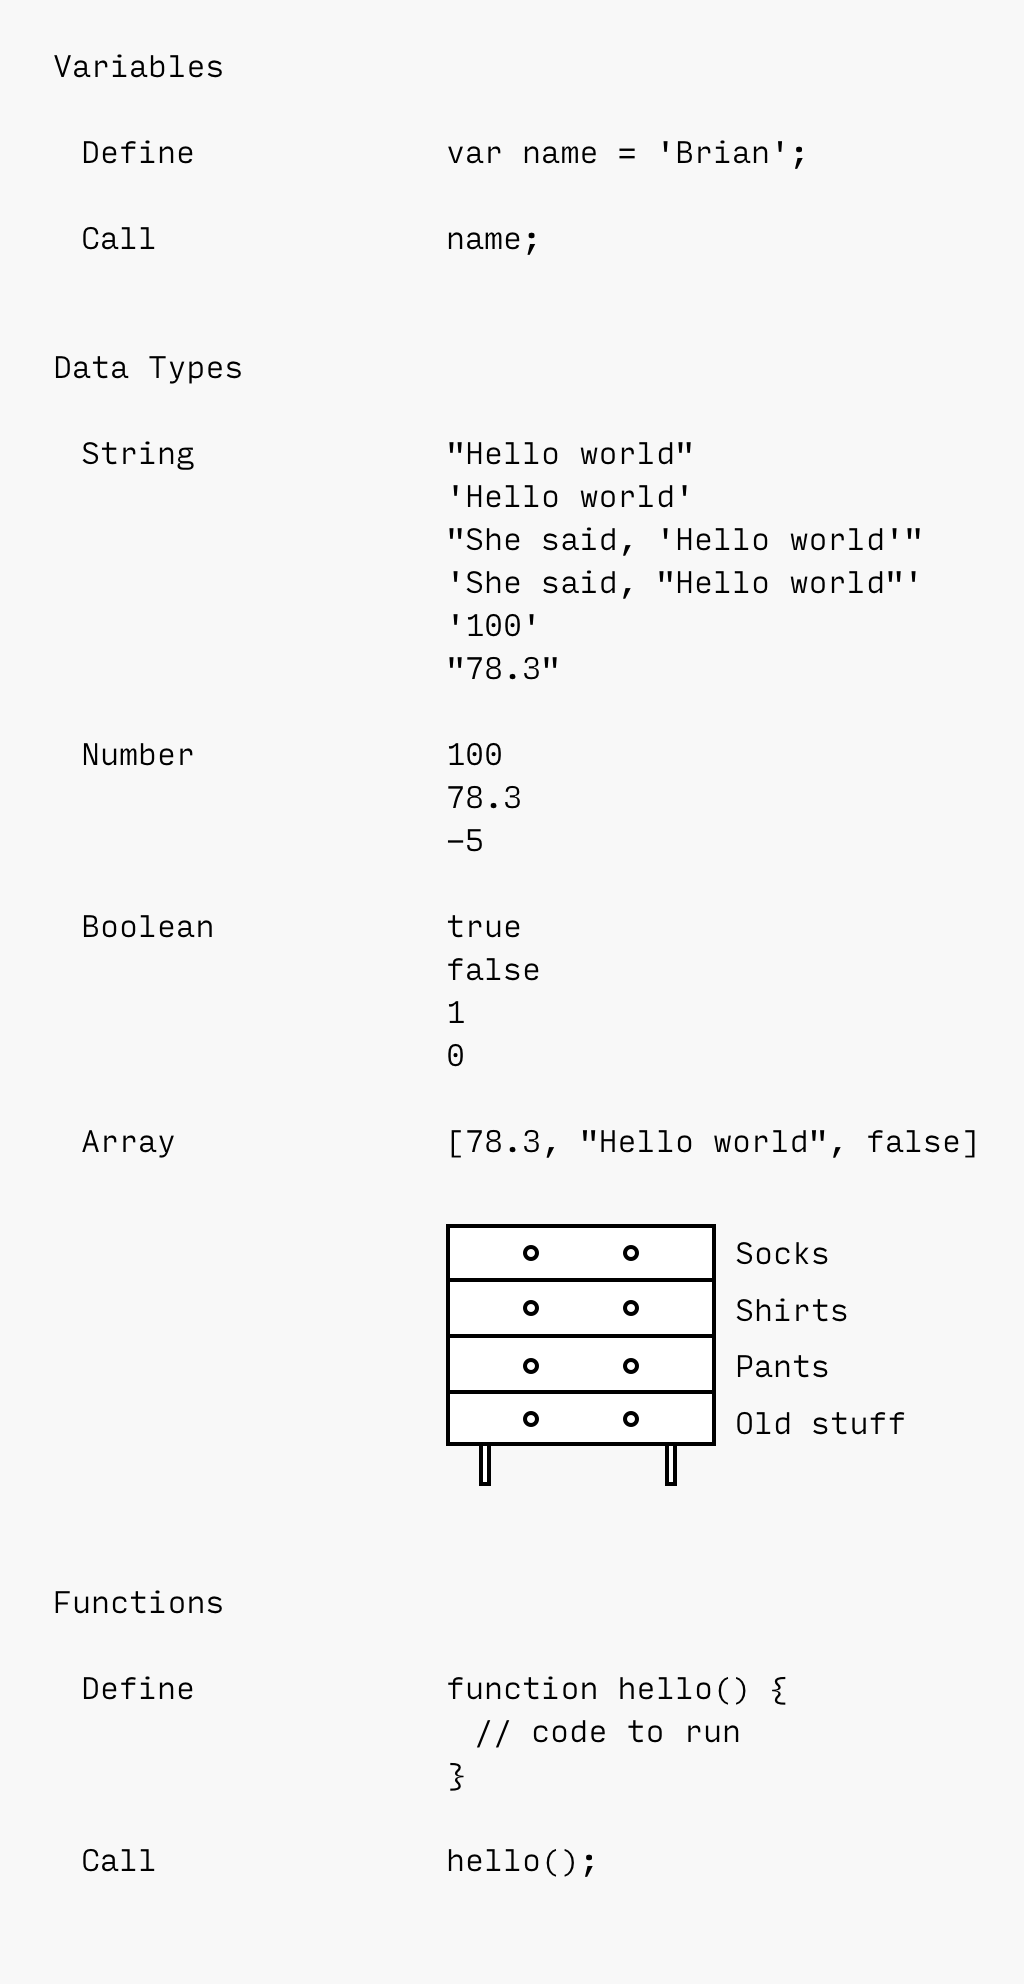 Variables
Define var name = 'Brian';
Call name;
Data Types
String "Hello world"
'Hello world'
"She said, 'Hello world'"
'She said, "Hello world"'
'100'
"78.3"
Number 100
78.3
–5
Boolean true
false
1
0
Array [78.3, "Hello world", false]
Socks
Shirts
Pants
Old stuff
Functions
Define function hello() {
// code to run
}
Call hello();